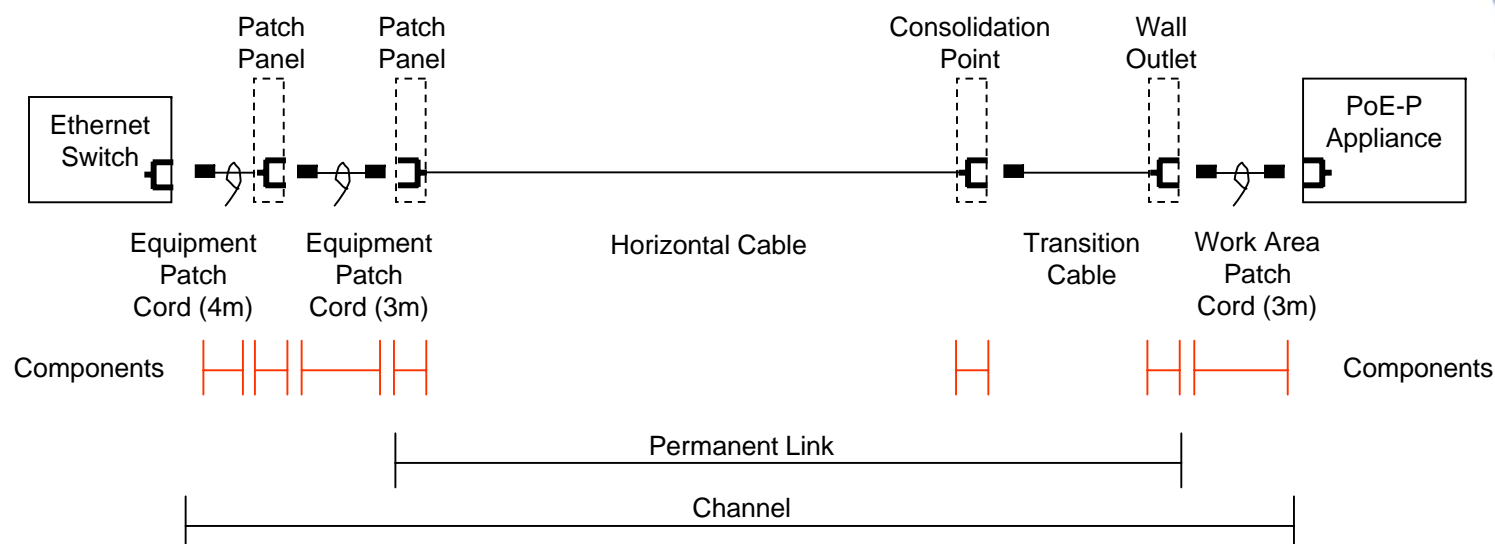 Patch
Panel
Patch
Panel
Consolidation
Point
Wall
Outlet
Ethernet
Switch
PoE-P
Appliance
Equipment
Patch
Cord (4m)
Equipment
Patch
Cord (3m)
Horizontal Cable
Transition
Cable
Work Area
Patch
Cord (3m)
Components
Components
Permanent Link
Channel